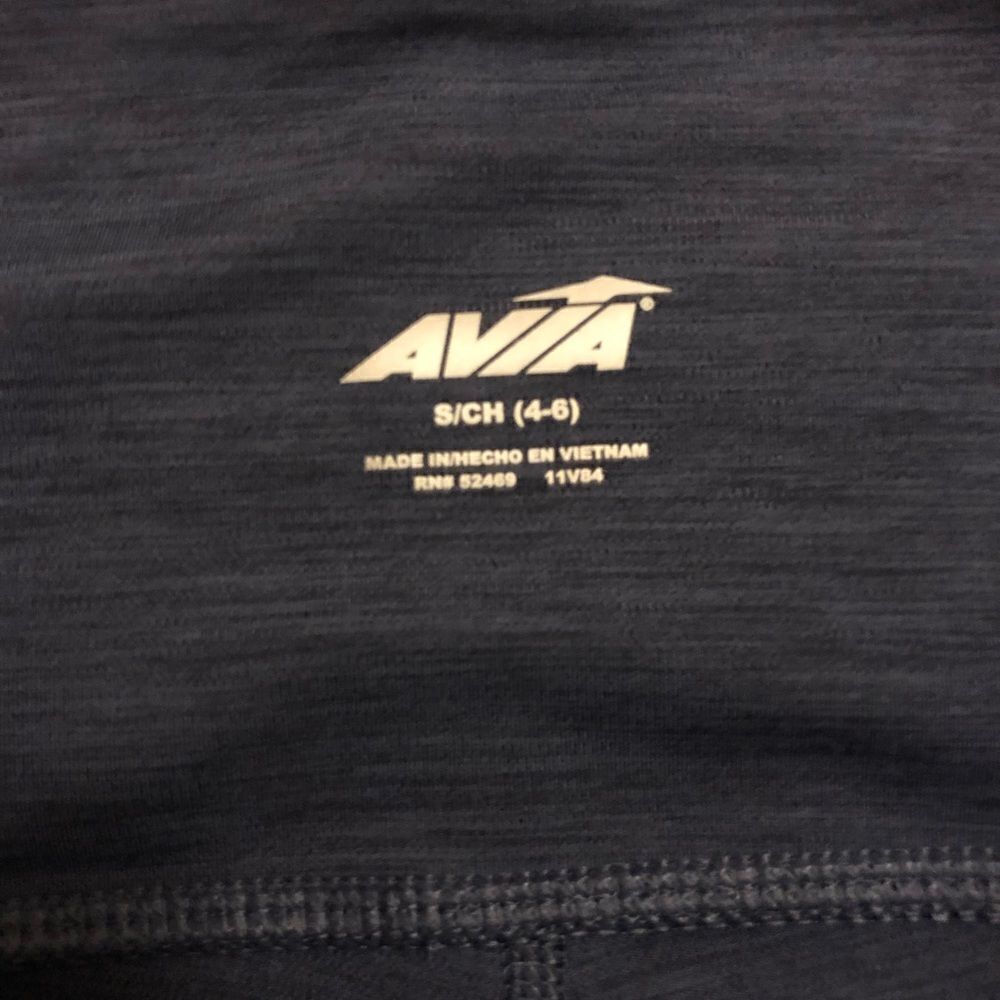 AVIA®
S/CH (4-6)
MADE IN/HECHO EN VIETNAM
RN# 52469 11V84